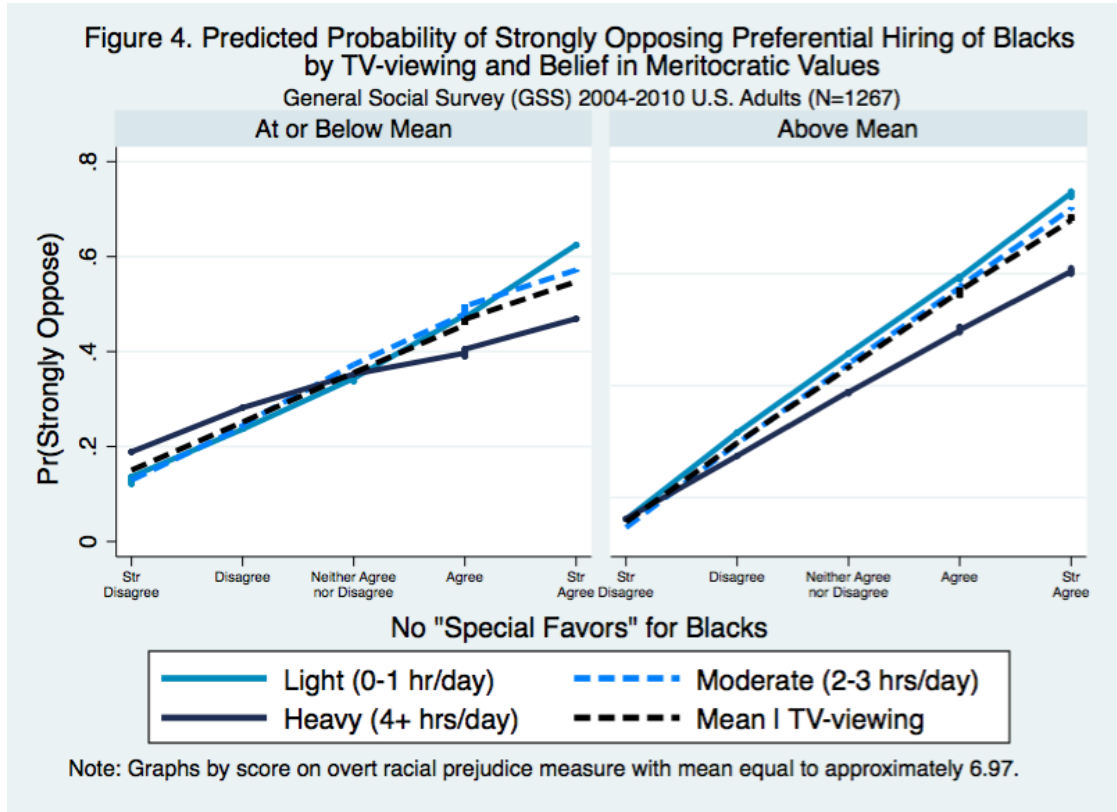 Figure 4. Predicted Probability of Strongly Opposing Preferential Hiring of Blacks
by TV-viewing and Belief in Meritocratic Values
General Social Survey (GSS) 2004-2010 U.S. Adults (N=1267)
At or Below Mean
Above Mean
Pr(Strongly Oppose)
.8
.6
.4
.2
0
Str
Disagree
Disagree
Neither Agree
nor Disagree
Agree
Str
Agree
Str
Disagree
Disagree
Neither Agree
nor Disagree
Agree
Str
Agree
No "Special Favors" for Blacks
Light (0-1 hr/day)
Moderate (2-3 hrs/day)
Heavy (4+ hrs/day)
Mean | TV-viewing
Note: Graphs by score on overt racial prejudice measure with mean equal to approximately 6.97.